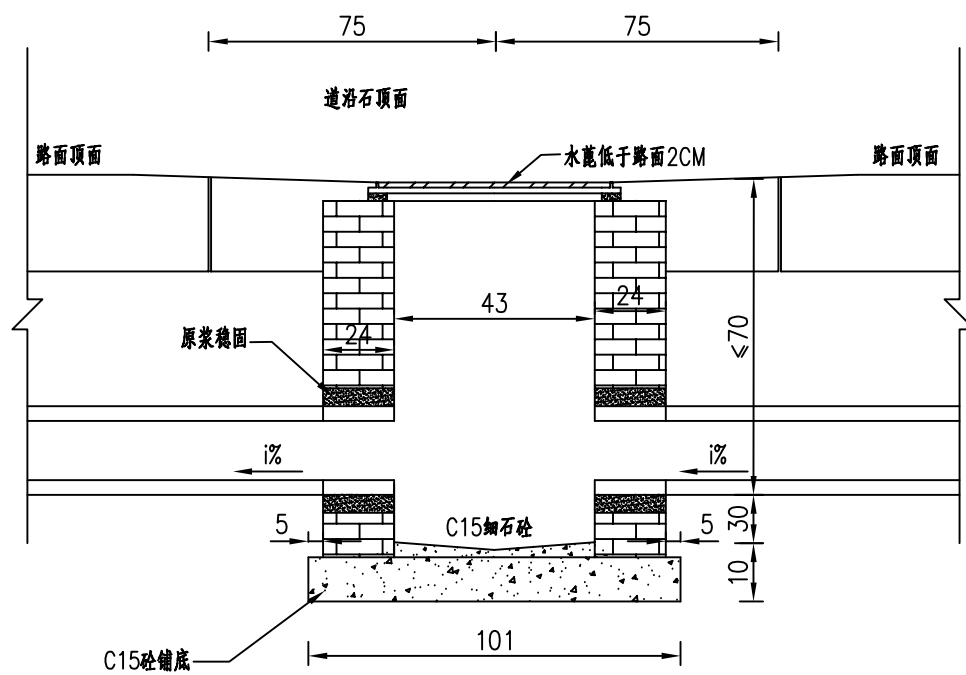 75
75
道沿石顶面
路面顶面
水蓖低于路面2CM
路面顶面
43
24
24
≤70
原浆稳固
i%
i%
5
C15细石砼
5
30
10
C15砼铺底
101